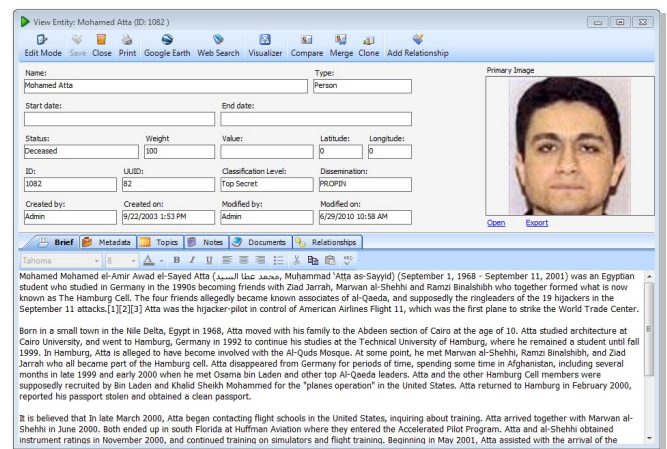 View Entity: Mohamed Atta (ID: 1082 )
Edit Mode Save Close Print Google Earth Web Search Visualizer Compare Merge Clone Add Relationship
Name: Type: Primary Image
Mohamed Atta Person
Start date: End date:
Status: Weight Value: Latitude: Longitude:
Deceased 100 0 0
ID: UUID: Classification Level: Dissemination:
1082 82 Top Secret PROPIN
Created by: Created on: Modified by: Modified on:
Admin 9/22/2003 1:53 PM Admin 6/29/2010 10:58 AM
Open Export
Brief Metadata Topics Notes Documents Relationships
Tahoma 8 A B I U ABC
Mohamed Mohamed el-Amir Awad el-Sayed Atta (محمد عطا السيد, Muhammad ‘Aṭṭa as-Sayyid) (September 1, 1968 - September 11, 2001) was an Egyptian
student who studied in Germany in the 1990s becoming friends with Ziad Jarrah, Marwan al-Shehhi and Ramzi Binalshibh who together formed what is now
known as The Hamburg Cell. The four friends allegedly became known associates of al-Qaeda, and supposedly the ringleaders of the 19 hijackers in the
September 11 attacks.[1][2][3] Atta was the hijacker-pilot in control of American Airlines Flight 11, which was the first plane to strike the World Trade Center.
Born in a small town in the Nile Delta, Egypt in 1968, Atta moved with his family to the Abdeen section of Cairo at the age of 10. Atta studied architecture at
Cairo University, and went to Hamburg, Germany in 1992 to continue his studies at the Technical University of Hamburg, where he remained a student until fall
1999. In Hamburg, Atta is alleged to have become involved with the Al-Quds Mosque. At some point, he met Marwan al-Shehhi, Ramzi Binalshibh, and Ziad
Jarrah who all became part of the Hamburg cell. Atta disappeared from Germany for periods of time, spending some time in Afghanistan, including several
months in late 1999 and early 2000 when he met Osama bin Laden and other top Al-Qaeda leaders. Atta and the other Hamburg Cell members were
supposedly recruited by Bin Laden and Khalid Sheikh Mohammed for the "planes operation" in the United States. Atta returned to Hamburg in February 2000,
reported his passport stolen and obtained a clean passport.
It is believed that In late March 2000, Atta began contacting flight schools in the United States, inquiring about training. Atta arrived together with Marwan al-
Shehhi in June 2000. Both ended up in south Florida at Huffman Aviation where they entered the Accelerated Pilot Program. Atta and al-Shehhi obtained
instrument ratings in November 2000, and continued training on simulators and flight training. Beginning in May 2001, Atta assisted with the arrival of the